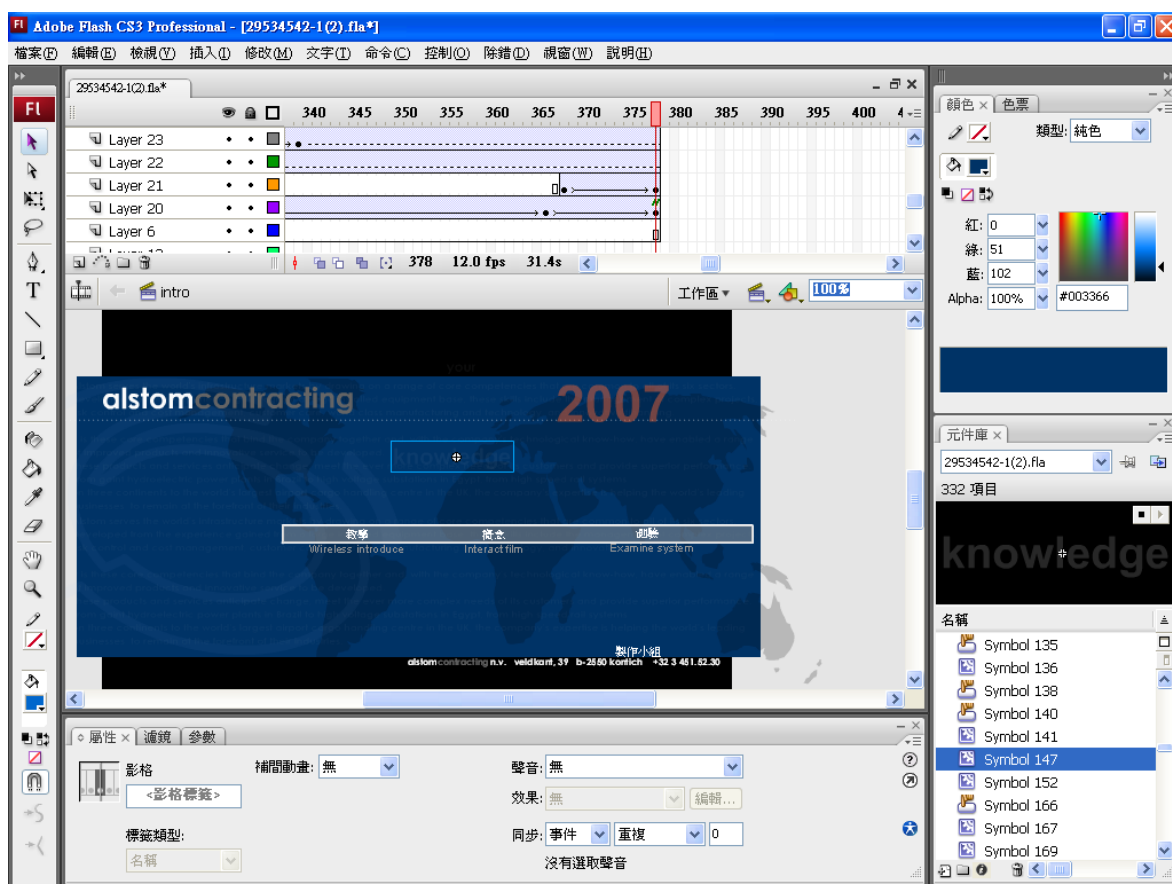 Fl Adobe Flash CS3 Professional - [29534542-1(2).fla*]
檔案(F) 編輯(E) 檢視(V) 插入(I) 修改(M) 文字(T) 命令(C) 控制(O) 除錯(D) 視窗(W) 說明(H)
29534542-1(2).fla*
Fl
340 345 350 355 360 365 370 375 380 385 390 395 400 4
Layer 23
Layer 22
Layer 21
Layer 20
Layer 6
378 12.0 fps 31.4s
intro
工作區
100%
your
alstomcontracting
2007
knowledge
教學 概念 測驗
Wireless introduce Interact film Examine system
製作小組
alstom contracting n.v. veldkant, 39 b-2550 kontich +32 3 451.52.30
屬性 濾鏡 參數
影格
<影格標籤>
標籤類型:
名稱
補間動畫: 無
聲音: 無
效果: 無 編輯...
同步: 事件 重複 0
沒有選取聲音
顏色 色票
類型: 純色
紅: 0
綠: 51
藍: 102
Alpha: 100% #003366
元件庫
29534542-1(2).fla
332 項目
knowledge
名稱
Symbol 135
Symbol 136
Symbol 138
Symbol 140
Symbol 141
Symbol 147
Symbol 152
Symbol 166
Symbol 167
Symbol 169